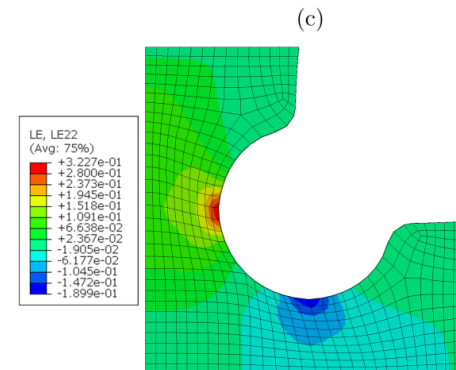 (c)
LE, LE22
(Avg: 75%)
+3.227e-01
+2.800e-01
+2.373e-01
+1.945e-01
+1.518e-01
+1.091e-01
+6.638e-02
+2.367e-02
-1.905e-02
-6.177e-02
-1.045e-01
-1.472e-01
-1.899e-01